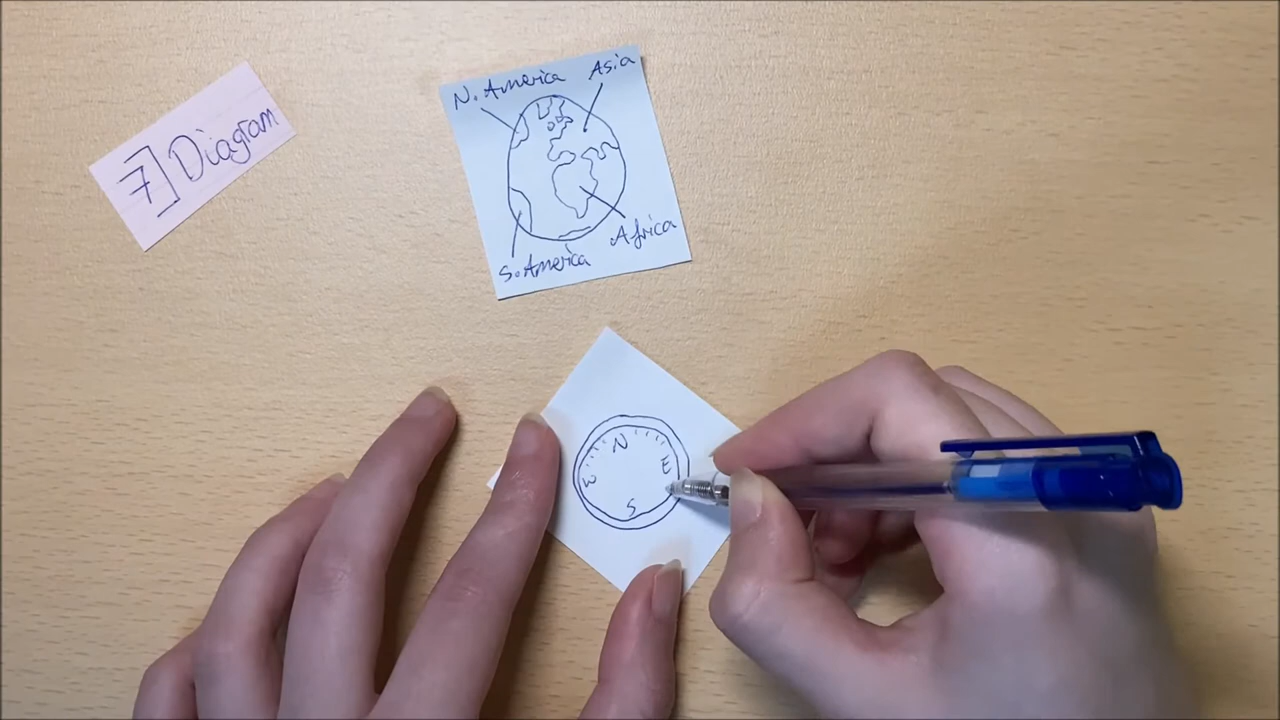 7] Diagram
N. America
Asia
Africa
S. America
N
E
W
S